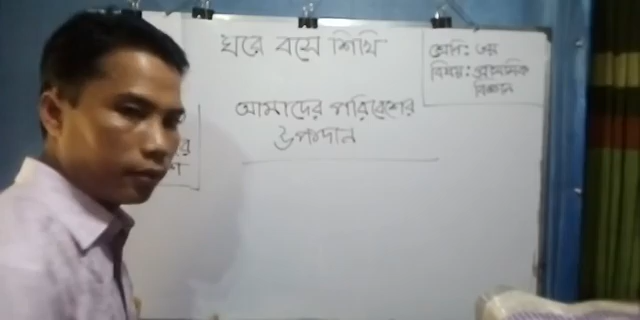 ঘরে বসে শিখি
শ্রেণি: ৩য়
বিষয়: প্রাথমিক
বিজ্ঞান
আমাদের পরিবেশের
উপাদান